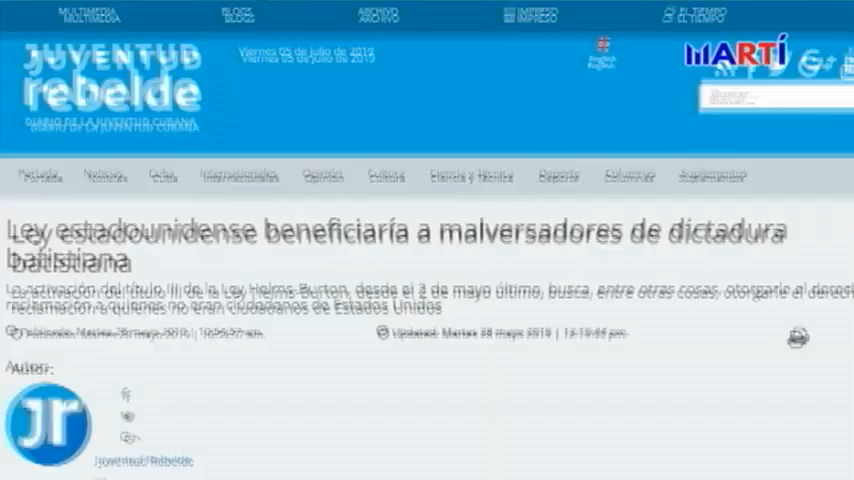 MULTIMEDIA BLOGS ARCHIVO IMPRESO EL TIEMPO
JUVENTUD
rebelde
DIARIO DE LA JUVENTUD CUBANA
Viernes 05 de julio de 2019
English
MARTÍ
Buscar...
Portada Noticias Cuba Internacionales Opinión Cultura Ciencia y Técnica Deporte Columnas Suplementos
Ley estadounidense beneficiaría a malversadores de dictadura
batistiana
La activación del título III de la Ley Helms-Burton, desde el 2 de mayo último, busca, entre otras cosas, otorgarle el derech
reclamación a quienes no eran ciudadanos de Estados Unidos
Publicado: Martes 28 mayo 2019 | Updated: Martes 28 mayo 2019 |
Autor:
jr
Juventud Rebelde